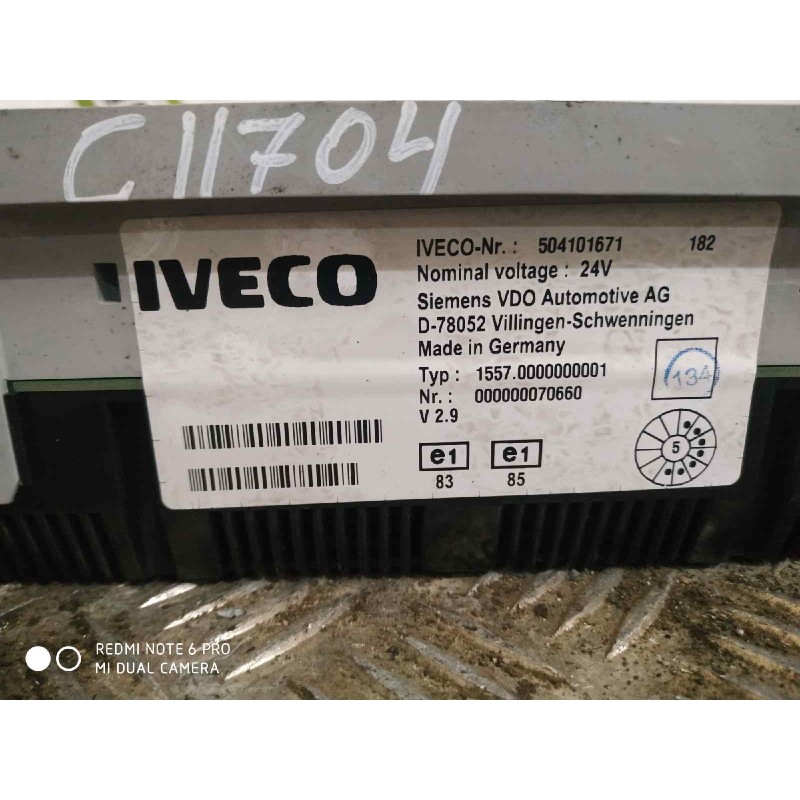 C11704
IVECO
IVECO-Nr. : 504101671 182
Nominal voltage : 24V
Siemens VDO Automotive AG
D-78052 Villingen-Schwenningen
Made in Germany
Typ : 1557.0000000001
Nr. : 000000070660
V 2.9
134
e1 e1
83 85
5
REDMI NOTE 6 PRO
MI DUAL CAMERA